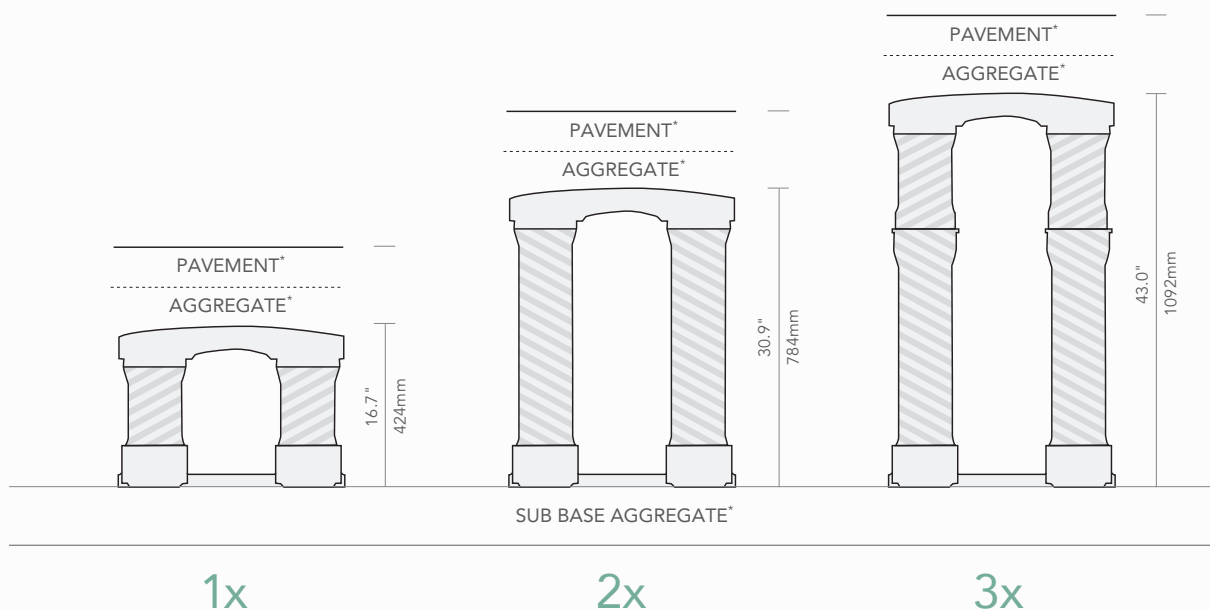 PAVEMENT*
AGGREGATE*
43.0"
1092mm
PAVEMENT*
AGGREGATE*
30.9"
784mm
PAVEMENT*
AGGREGATE*
16.7"
424mm
SUB BASE AGGREGATE*
1x
2x
3x